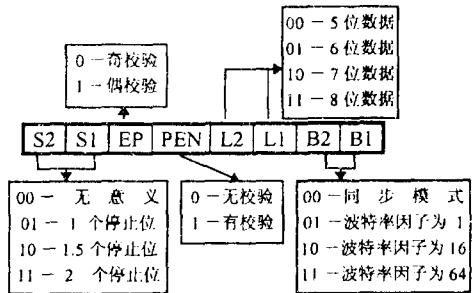 00 － 5 位数据
01 － 6 位数据
10 － 7 位数据
11 － 8 位数据
0 － 奇校验
1 － 偶校验
S2 S1 EP PEN L2 L1 B2 B1
00 － 无意义
01 － 1 个停止位
10 － 1.5 个停止位
11 － 2 个停止位
0 － 无校验
1 － 有校验
00 － 同步模式
01 － 波特率因子为 1
10 － 波特率因子为 16
11 － 波特率因子为 64